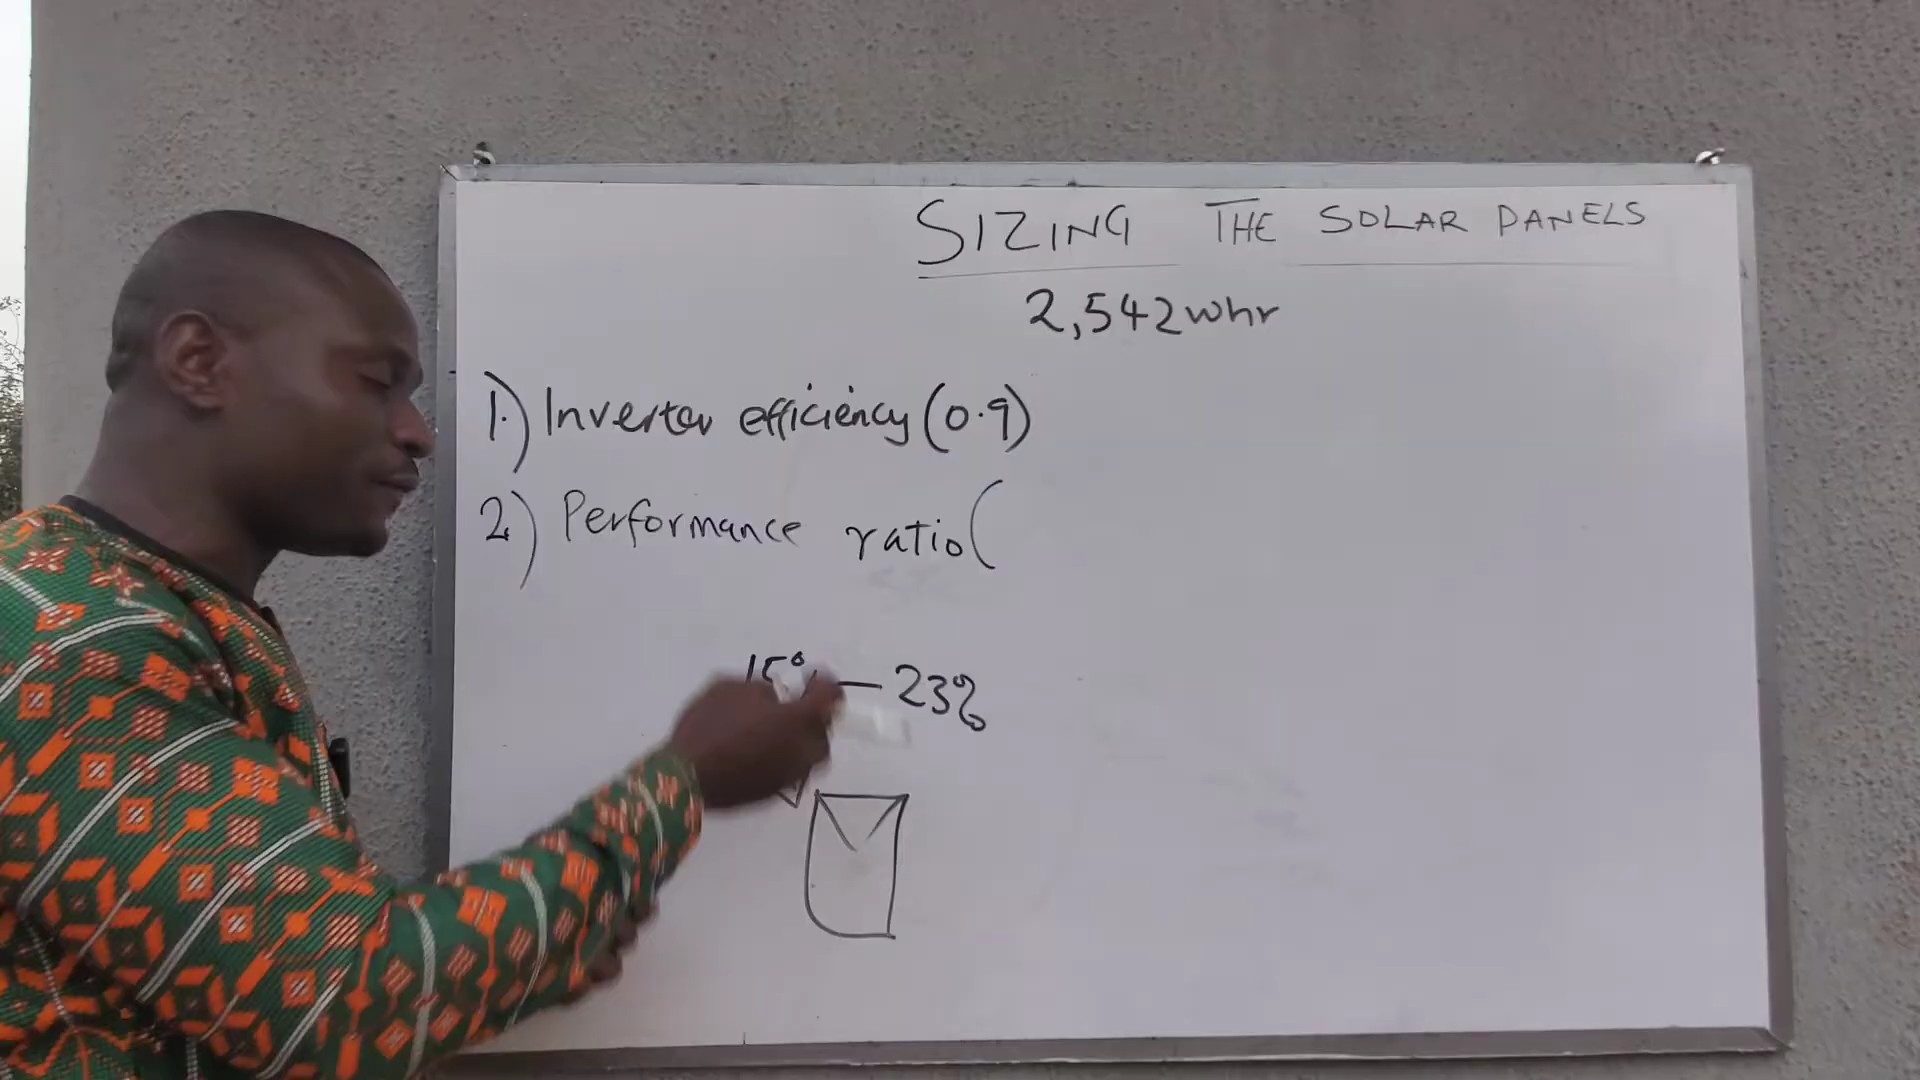 SIZING THE SOLAR PANELS
2,542whr
1.) Inverter efficiency (0.9)
2) Performance ratio (
15% — 23%